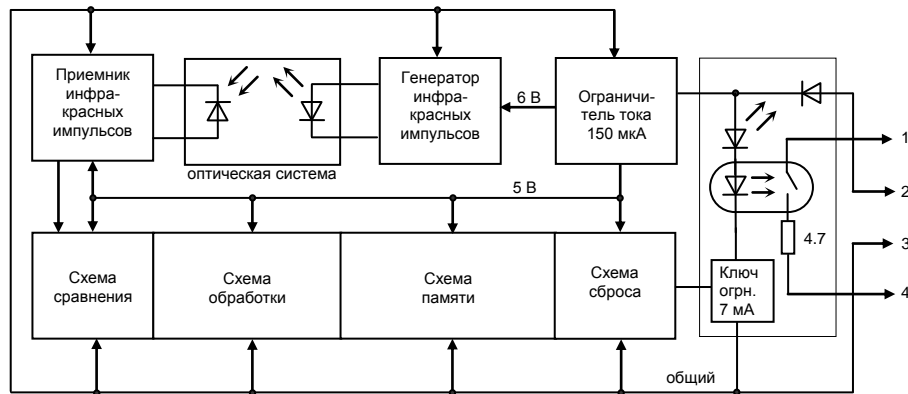 Приемник
инфра-
красных
импульсов
Генератор
инфра-
красных
импульсов
6 В
Ограничи-
тель тока
150 мкА
оптическая система
1
5 В
2
4.7
3
Схема
сравнения
Схема
обработки
Схема
памяти
Схема
сброса
Ключ
огрн.
7 мА
4
общий